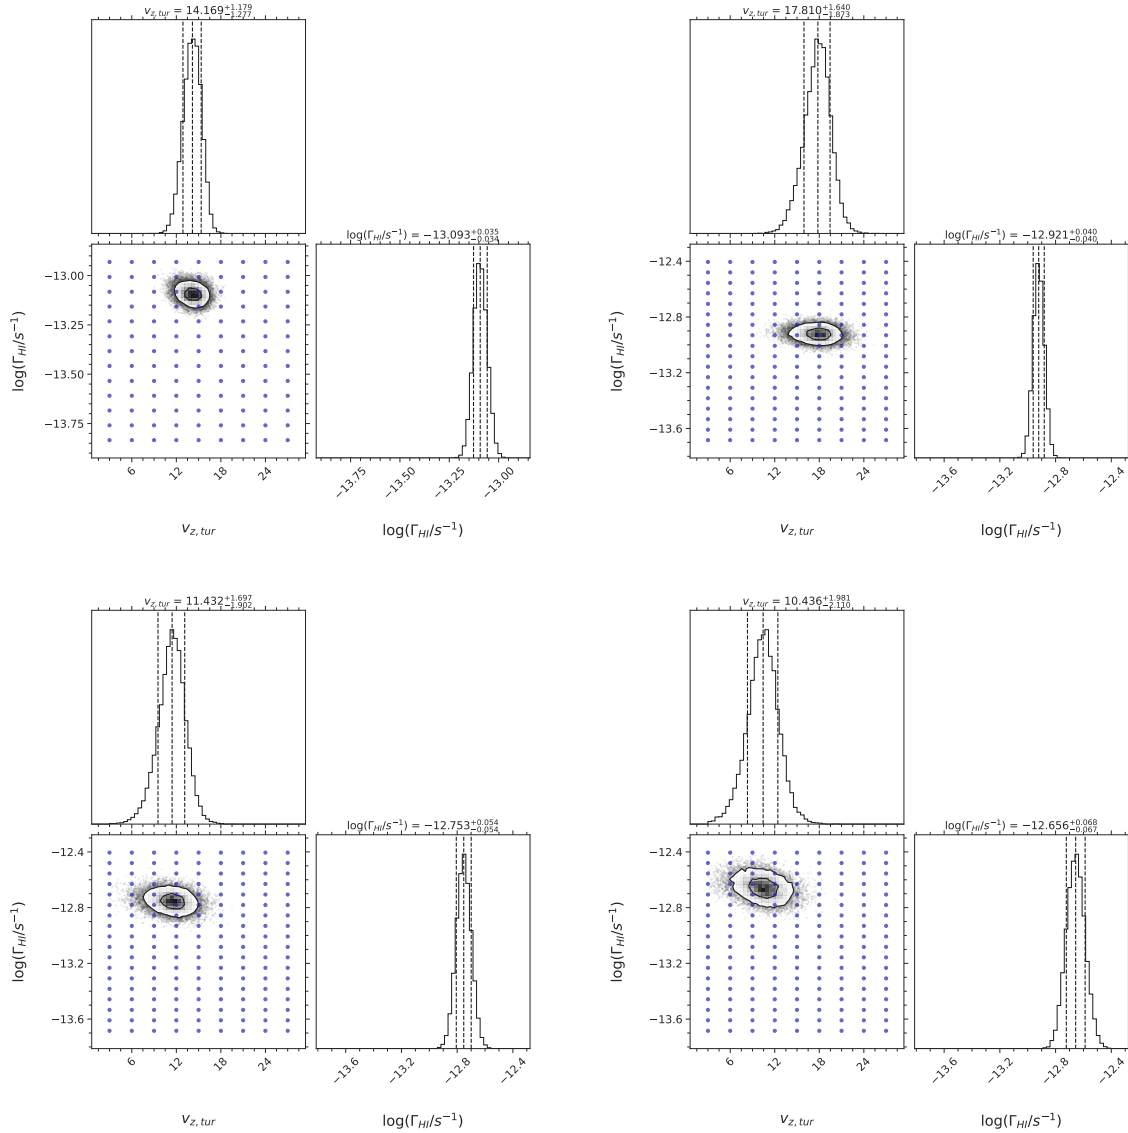 v_{z,tur} = 14.169^{+1.179}_{-1.277}
v_{z,tur} = 17.810^{+1.640}_{-1.873}
log(Γ_{HI}/s^{−1}) = −13.093^{+0.035}_{-0.034}
log(Γ_{HI}/s^{−1}) = −12.921^{+0.040}_{-0.040}
log(Γ_{HI}/s^{−1})
−13.00
−13.25
−13.50
−13.75
log(Γ_{HI}/s^{−1})
−12.4
−12.8
−13.2
−13.6
6 12 18 24
−13.75 −13.50 −13.25 −13.00
6 12 18 24
−13.6 −13.2 −12.8 −12.4
v_{z,tur}
log(Γ_{HI}/s^{−1})
v_{z,tur}
log(Γ_{HI}/s^{−1})
v_{z,tur} = 11.432^{+1.697}_{-1.902}
v_{z,tur} = 10.436^{+1.981}_{-2.110}
log(Γ_{HI}/s^{−1}) = −12.753^{+0.054}_{-0.054}
log(Γ_{HI}/s^{−1}) = −12.656^{+0.068}_{-0.067}
log(Γ_{HI}/s^{−1})
−12.4
−12.8
−13.2
−13.6
log(Γ_{HI}/s^{−1})
−12.4
−12.8
−13.2
−13.6
6 12 18 24
−13.6 −13.2 −12.8 −12.4
6 12 18 24
−13.6 −13.2 −12.8 −12.4
v_{z,tur}
log(Γ_{HI}/s^{−1})
v_{z,tur}
log(Γ_{HI}/s^{−1})